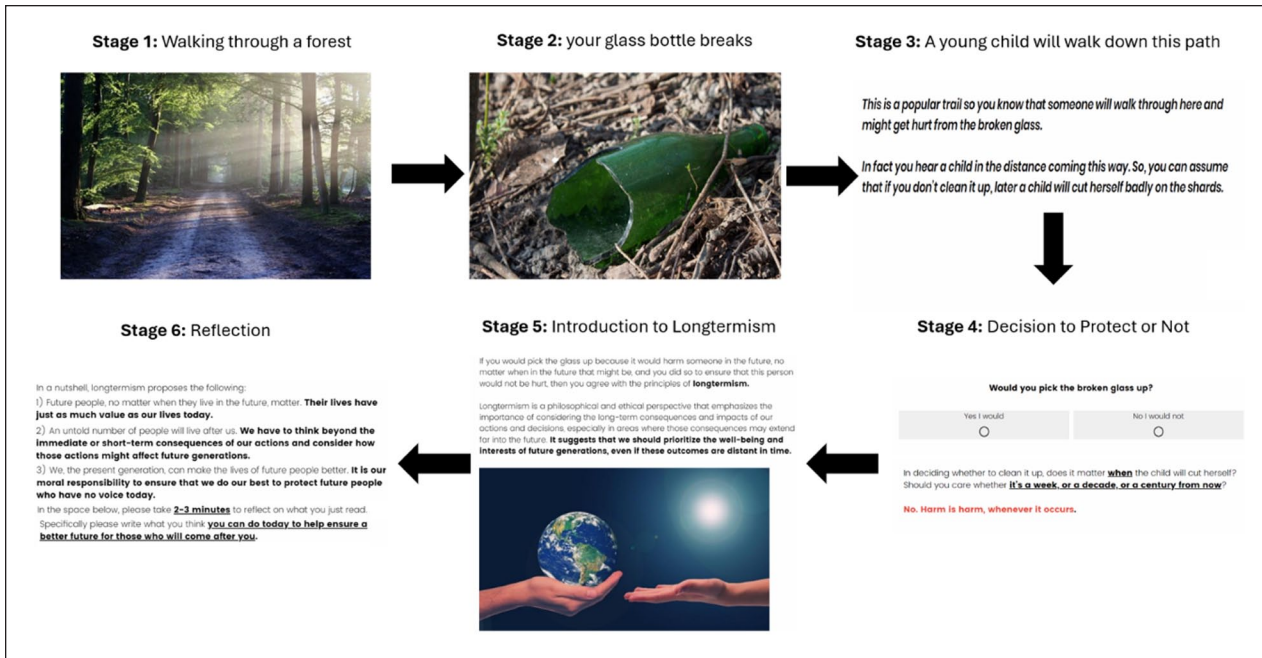 Stage 1: Walking through a forest
Stage 2: your glass bottle breaks
Stage 3: A young child will walk down this path
This is a popular trail so you know that someone will walk through here and
might get hurt from the broken glass.
In fact you hear a child in the distance coming this way. So, you can assume
that if you don't clean it up, later a child will cut herself badly on the shards.
Stage 4: Decision to Protect or Not
Would you pick the broken glass up?
Yes I would
No I would not
In deciding whether to clean it up, does it matter when the child will cut herself?
Should you care whether it's a week, or a decade, or a century from now?
No. Harm is harm, whenever it occurs.
Stage 5: Introduction to Longtermism
If you would pick the glass up because it would harm someone in the future, no
matter when in the future that might be, and you did so to ensure that this person
would not be hurt, then you agree with the principles of longtermism.
Longtermism is a philosophical and ethical perspective that emphasizes the
importance of considering the long-term consequences and impacts of our
actions and decisions, especially in areas where those consequences may extend
far into the future. It suggests that we should prioritize the well-being and
interests of future generations, even if these outcomes are distant in time.
Stage 6: Reflection
In a nutshell, longtermism proposes the following:
1) Future people, no matter when they live in the future, matter. Their lives have
just as much value as our lives today.
2) An untold number of people will live after us. We have to think beyond the
immediate or short-term consequences of our actions and consider how
those actions might affect future generations.
3) We, the present generation, can make the lives of future people better. It is our
moral responsibility to ensure that we do our best to protect future people
who have no voice today.
In the space below, please take 2-3 minutes to reflect on what you just read.
Specifically please write what you think you can do today to help ensure a
better future for those who will come after you.